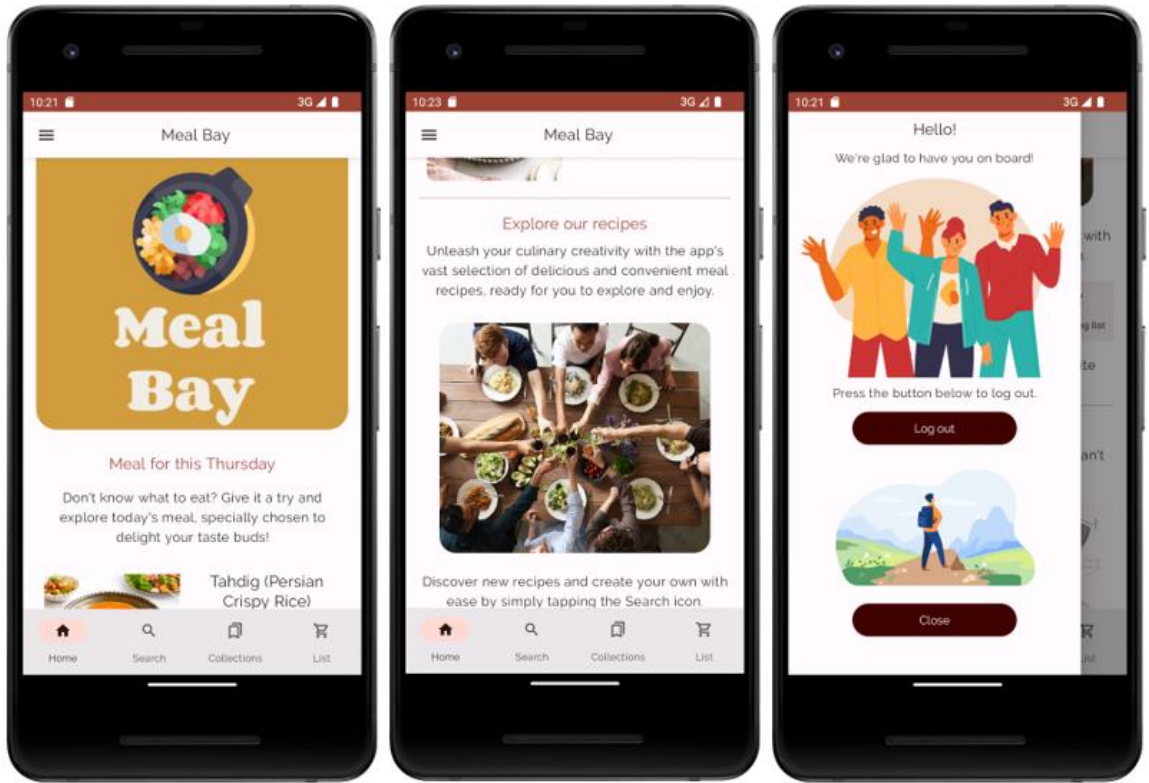 10:21
3G
Meal Bay
Meal
Bay
Meal for this Thursday
Don't know what to eat? Give it a try and
explore today's meal, specially chosen to
delight your taste buds!
Tahdig (Persian
Crispy Rice)
Home
Search
Collections
List
10:23
3G
Meal Bay
Explore our recipes
Unleash your culinary creativity with the app's
vast selection of delicious and convenient meal
recipes, ready for you to explore and enjoy.
Discover new recipes and create your own with
ease by simply tapping the Search icon.
Home
Search
Collections
List
10:21
3G
Hello!
We're glad to have you on board!
with
g list
te
Press the button below to log out.
Log out
an't
Close
List